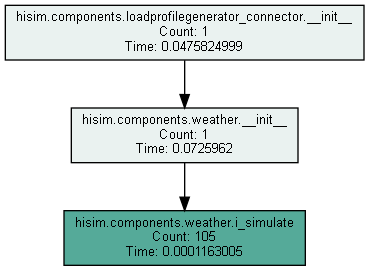 hisim.components.loadprofilegenerator_connector.__init__
Count: 1
Time: 0.0475824999
hisim.components.weather.__init__
Count: 1
Time: 0.0725962
hisim.components.weather.i_simulate
Count: 105
Time: 0.0001163005